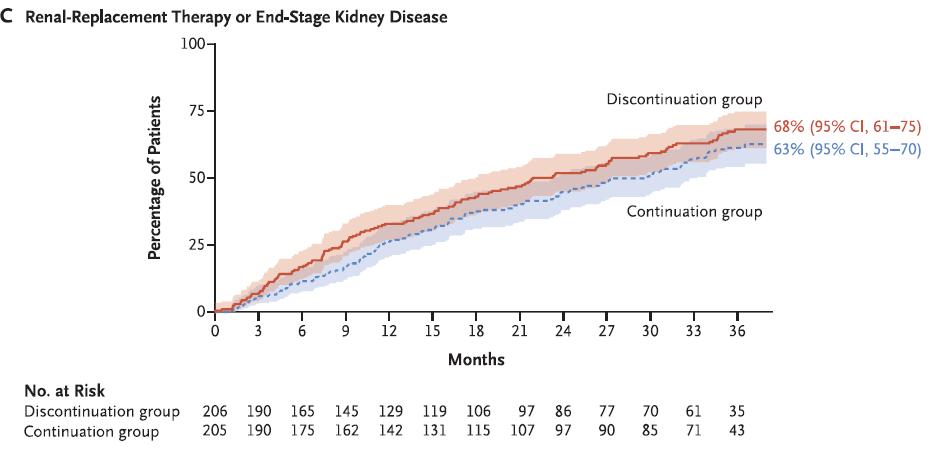 C Renal-Replacement Therapy or End-Stage Kidney Disease
100
75
50
25
0
Percentage of Patients
Discontinuation group
68% (95% CI, 61–75)
63% (95% CI, 55–70)
Continuation group
0 3 6 9 12 15 18 21 24 27 30 33 36
Months
No. at Risk
Discontinuation group 206 190 165 145 129 119 106 97 86 77 70 61 35
Continuation group 205 190 175 162 142 131 115 107 97 90 85 71 43